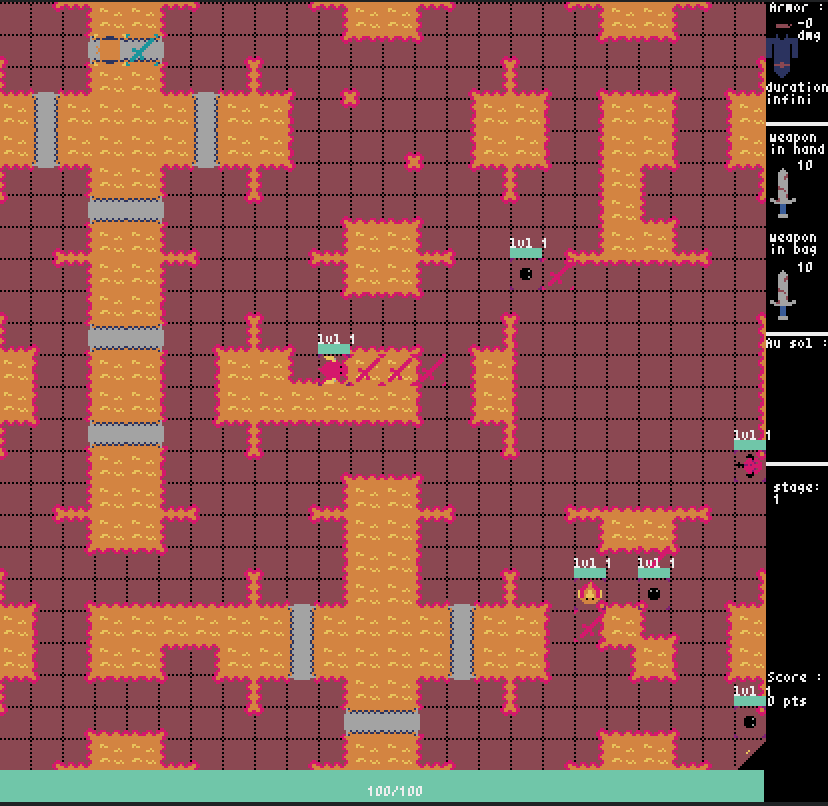 Armor :
-0
dmg
duration
infini
weapon
in hand
10
lvl 1
weapon
in bag
10
lvl 1
Au sol :
lvl 1
stage:
1
lvl 1
lvl 1
Score :
lvl 1
0 pts
100/100